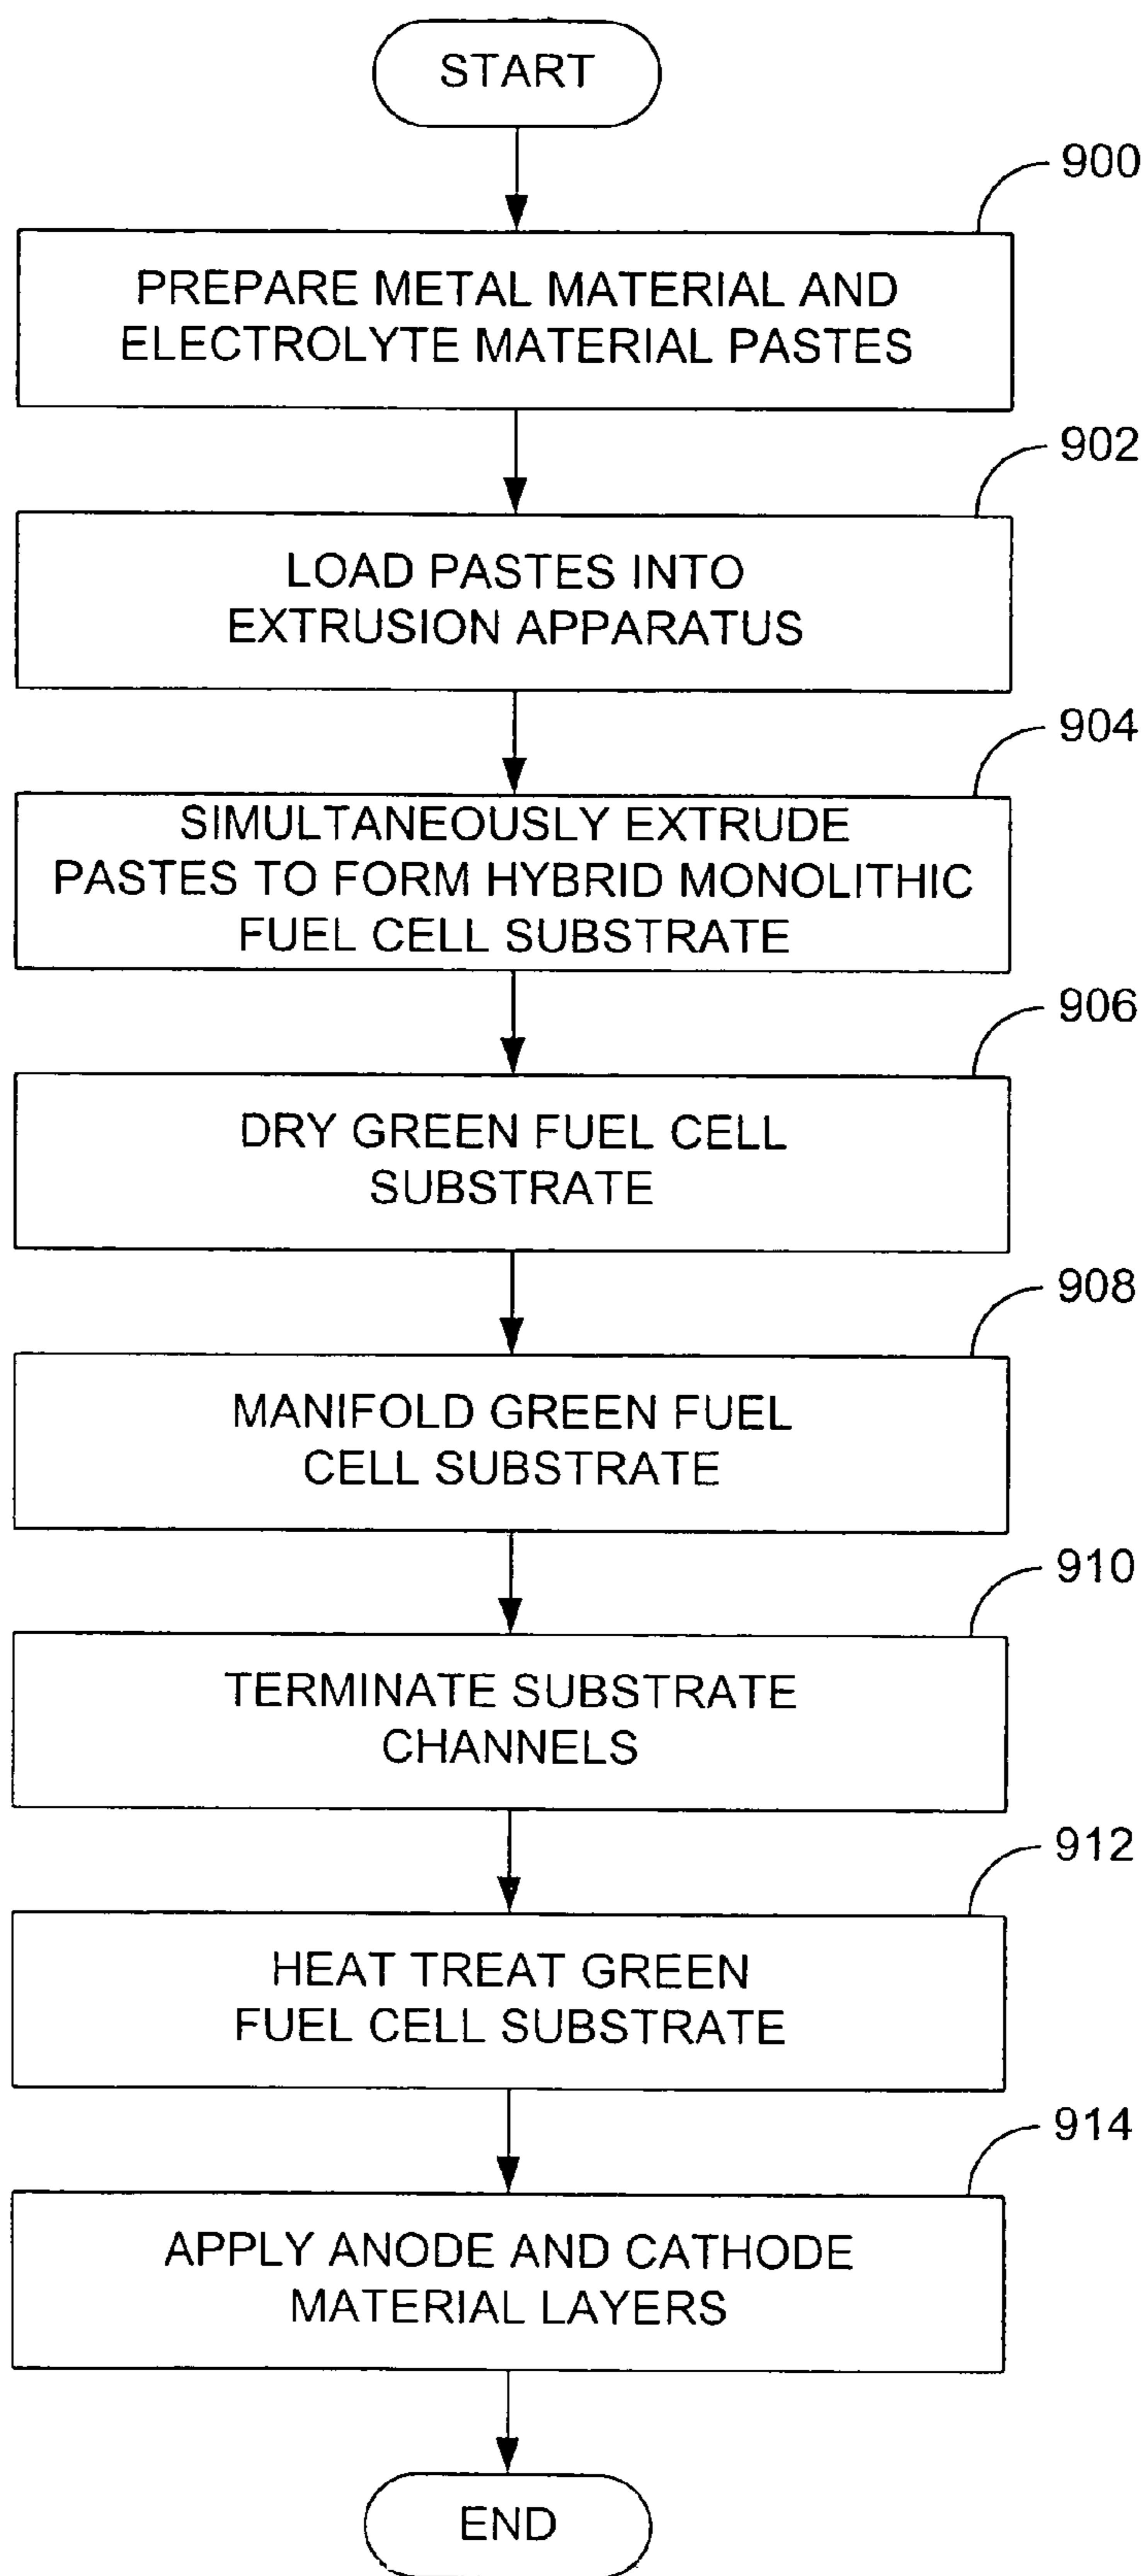 START
900
PREPARE METAL MATERIAL AND
ELECTROLYTE MATERIAL PASTES
902
LOAD PASTES INTO
EXTRUSION APPARATUS
904
SIMULTANEOUSLY EXTRUDE
PASTES TO FORM HYBRID MONOLITHIC
FUEL CELL SUBSTRATE
906
DRY GREEN FUEL CELL
SUBSTRATE
908
MANIFOLD GREEN FUEL
CELL SUBSTRATE
910
TERMINATE SUBSTRATE
CHANNELS
912
HEAT TREAT GREEN
FUEL CELL SUBSTRATE
914
APPLY ANODE AND CATHODE
MATERIAL LAYERS
END